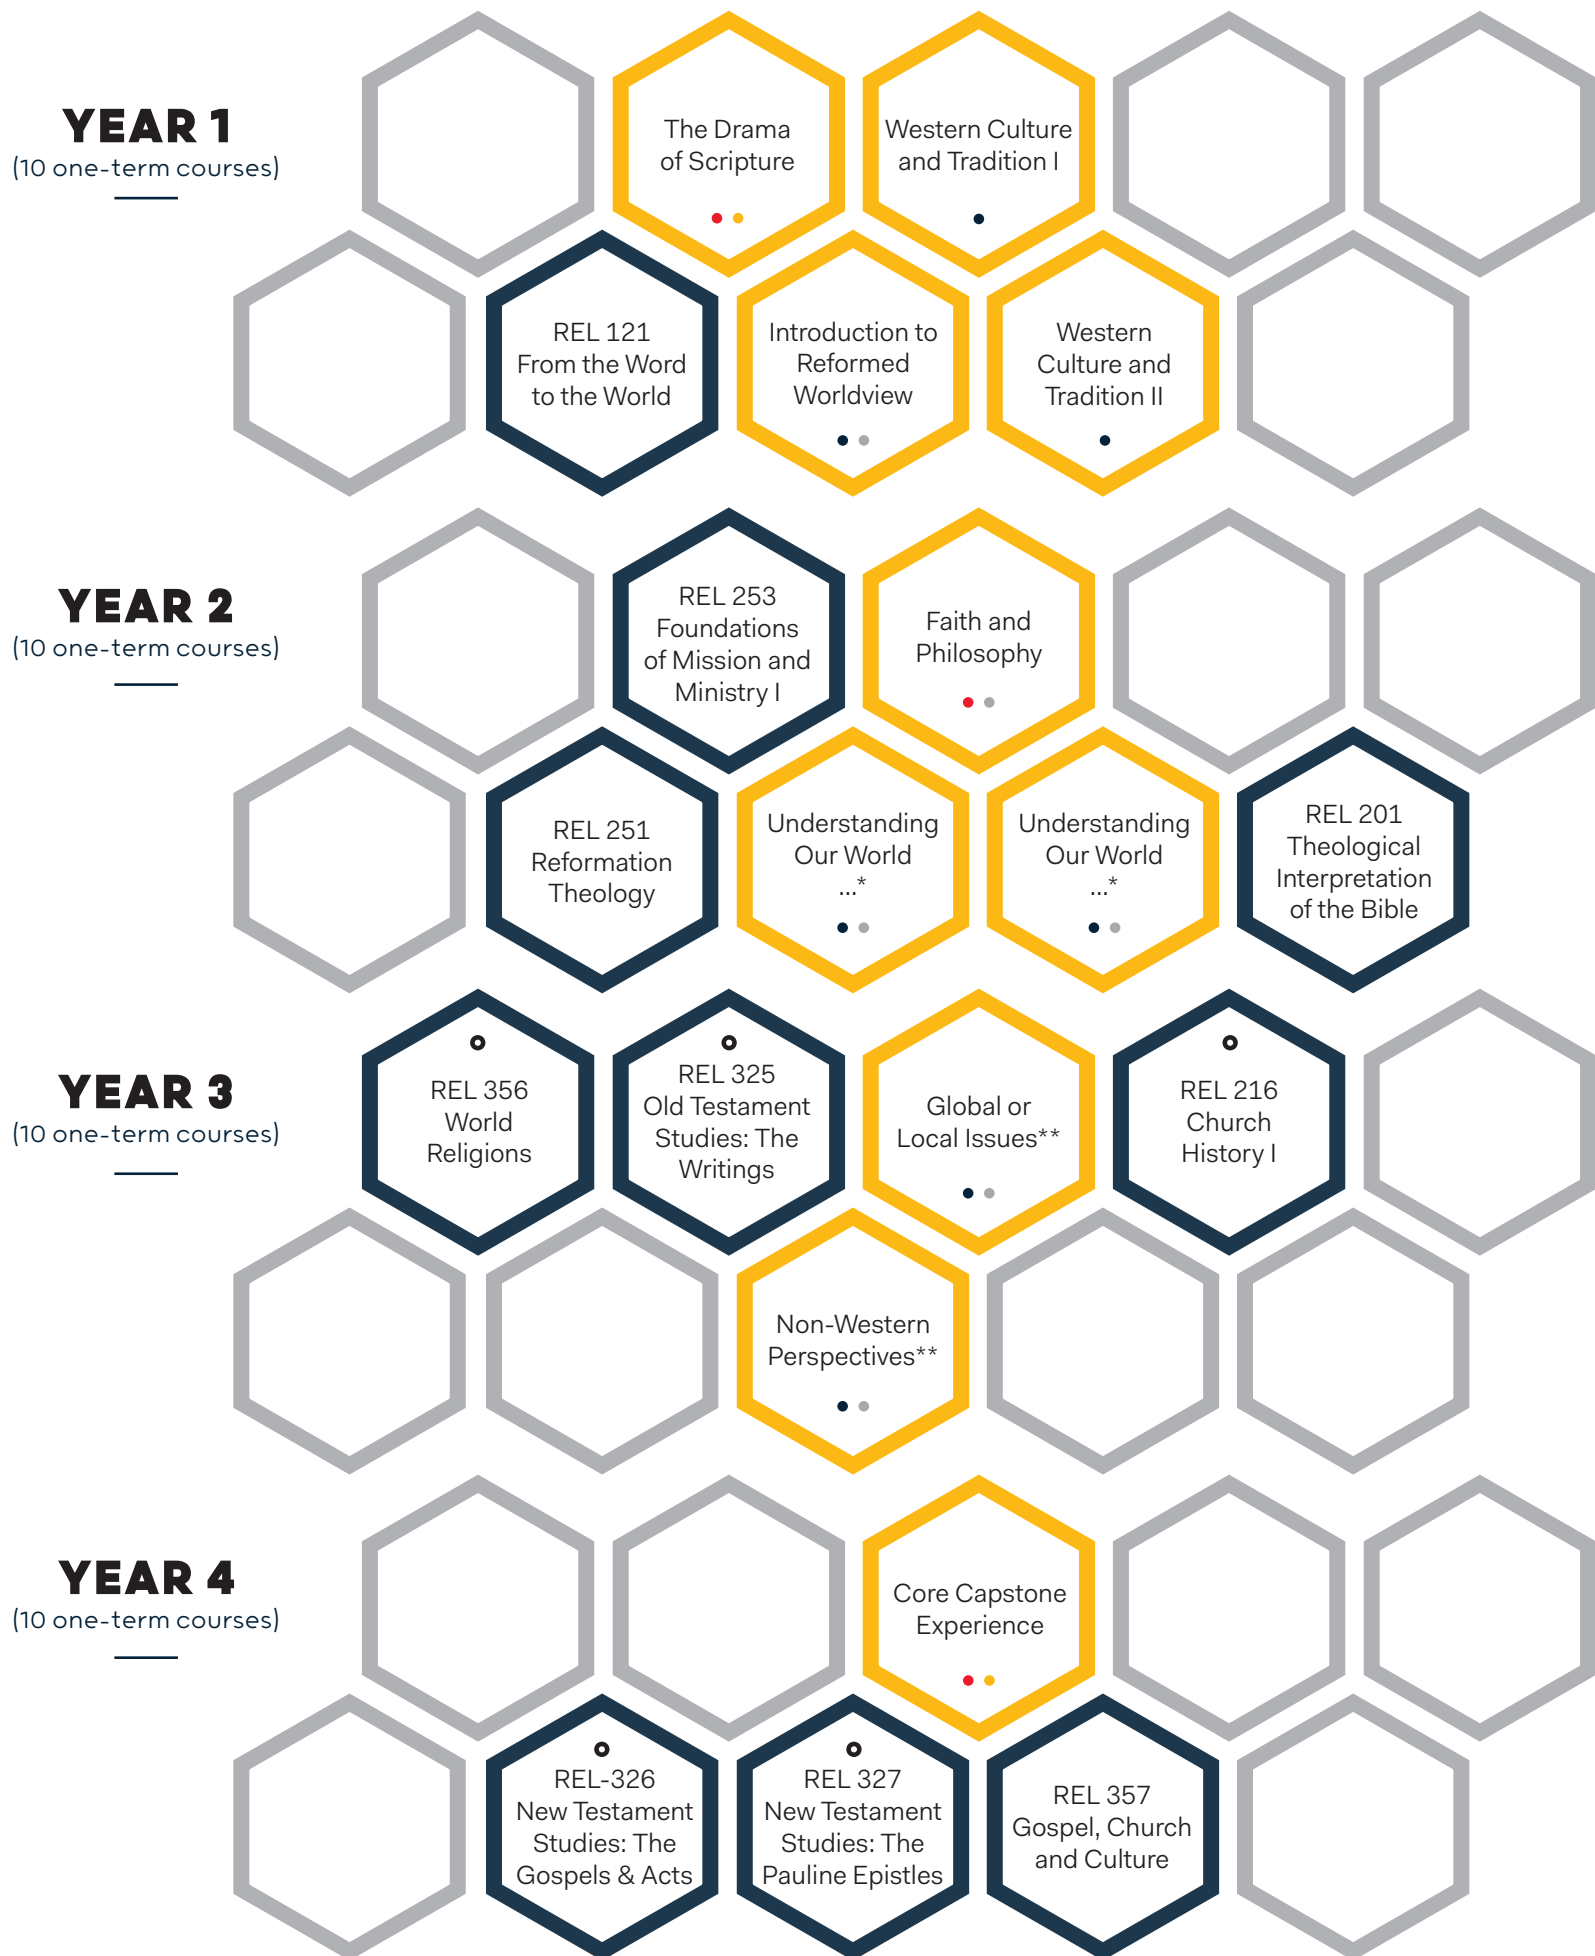 YEAR 1
(10 one-term courses)
The Drama
of Scripture
Western Culture
and Tradition I
REL 121
From the Word
to the World
Introduction to
Reformed
Worldview
Western
Culture and
Tradition II
YEAR 2
(10 one-term courses)
REL 253
Foundations
of Mission and
Ministry I
Faith and
Philosophy
REL 251
Reformation
Theology
Understanding
Our World
...*
Understanding
Our World
...*
REL 201
Theological
Interpretation
of the Bible
YEAR 3
(10 one-term courses)
REL 356
World
Religions
REL 325
Old Testament
Studies: The
Writings
Global or
Local Issues**
REL 216
Church
History I
Non-Western
Perspectives**
YEAR 4
(10 one-term courses)
Core Capstone
Experience
REL-326
New Testament
Studies: The
Gospels & Acts
REL 327
New Testament
Studies: The
Pauline Epistles
REL 357
Gospel, Church
and Culture